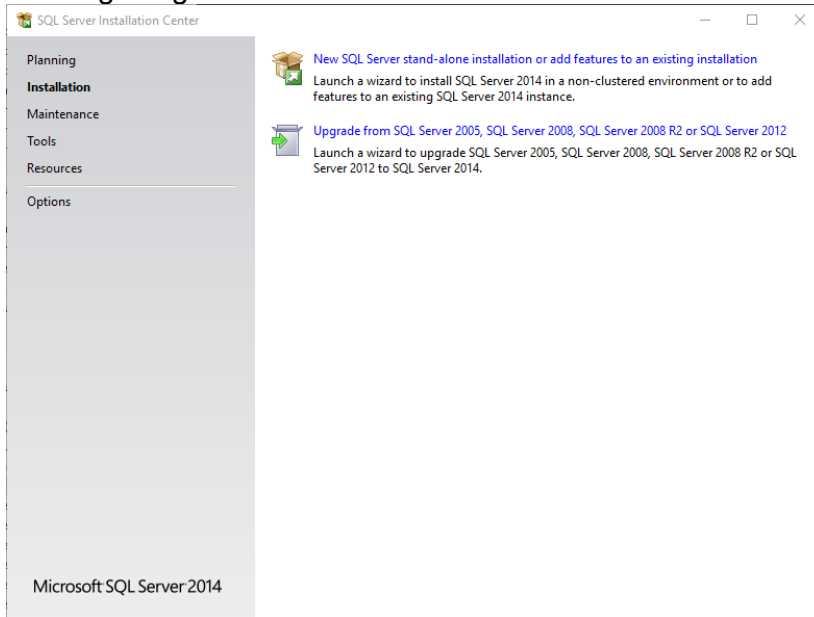 SQL Server Installation Center
Planning
Installation
Maintenance
Tools
Resources
Options
New SQL Server stand-alone installation or add features to an existing installation
Launch a wizard to install SQL Server 2014 in a non-clustered environment or to add
features to an existing SQL Server 2014 instance.
Upgrade from SQL Server 2005, SQL Server 2008, SQL Server 2008 R2 or SQL Server 2012
Launch a wizard to upgrade SQL Server 2005, SQL Server 2008, SQL Server 2008 R2 or SQL
Server 2012 to SQL Server 2014.
Microsoft SQL Server 2014